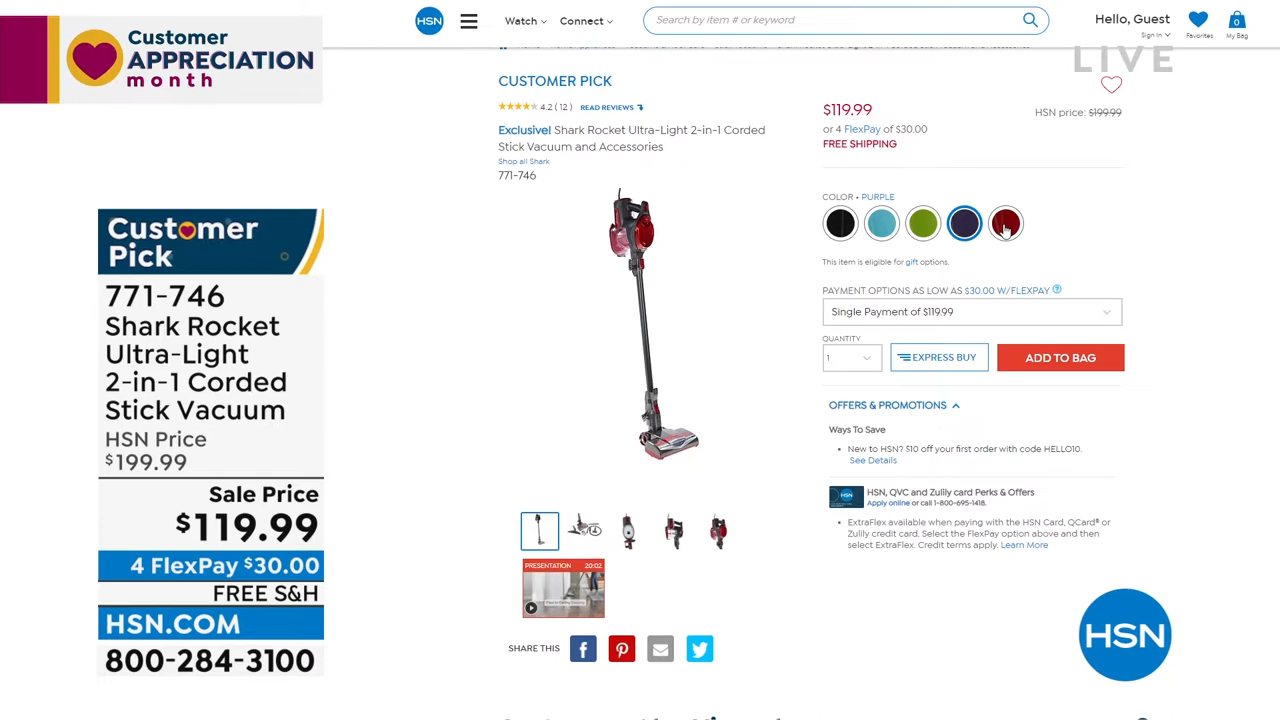 Customer
APPRECIATION
month
HSN
Watch
Connect
Search by item # or keyword
Hello, Guest
Sign In
Favorites
0
My Bag
LIVE
CUSTOMER PICK
4.2 (12) READ REVIEWS
Exclusive! Shark Rocket Ultra-Light 2-in-1 Corded
Stick Vacuum and Accessories
Shop all Shark
771-746
$119.99
HSN price: $199.99
or 4 FlexPay of $30.00
FREE SHIPPING
COLOR • PURPLE
This item is eligible for gift options.
PAYMENT OPTIONS AS LOW AS $30.00 W/FLEXPAY ?
Single Payment of $119.99
QUANTITY
1
EXPRESS BUY
ADD TO BAG
OFFERS & PROMOTIONS
Ways To Save
• New to HSN? $10 off your first order with code HELLO10.
See Details
HSN
HSN, QVC and Zulily card Perks & Offers
Apply online or call 1-800-695-1418.
• ExtraFlex available when paying with the HSN Card, QCard® or
Zulily credit card. Select the FlexPay option above and then
select ExtraFlex. Credit terms apply. Learn More
PRESENTATION 20:02
SHARE THIS
Customer
Pick
771-746
Shark Rocket
Ultra-Light
2-in-1 Corded
Stick Vacuum
HSN Price
$199.99
Sale Price
$119.99
4 FlexPay $30.00
FREE S&H
HSN.COM
800-284-3100
HSN